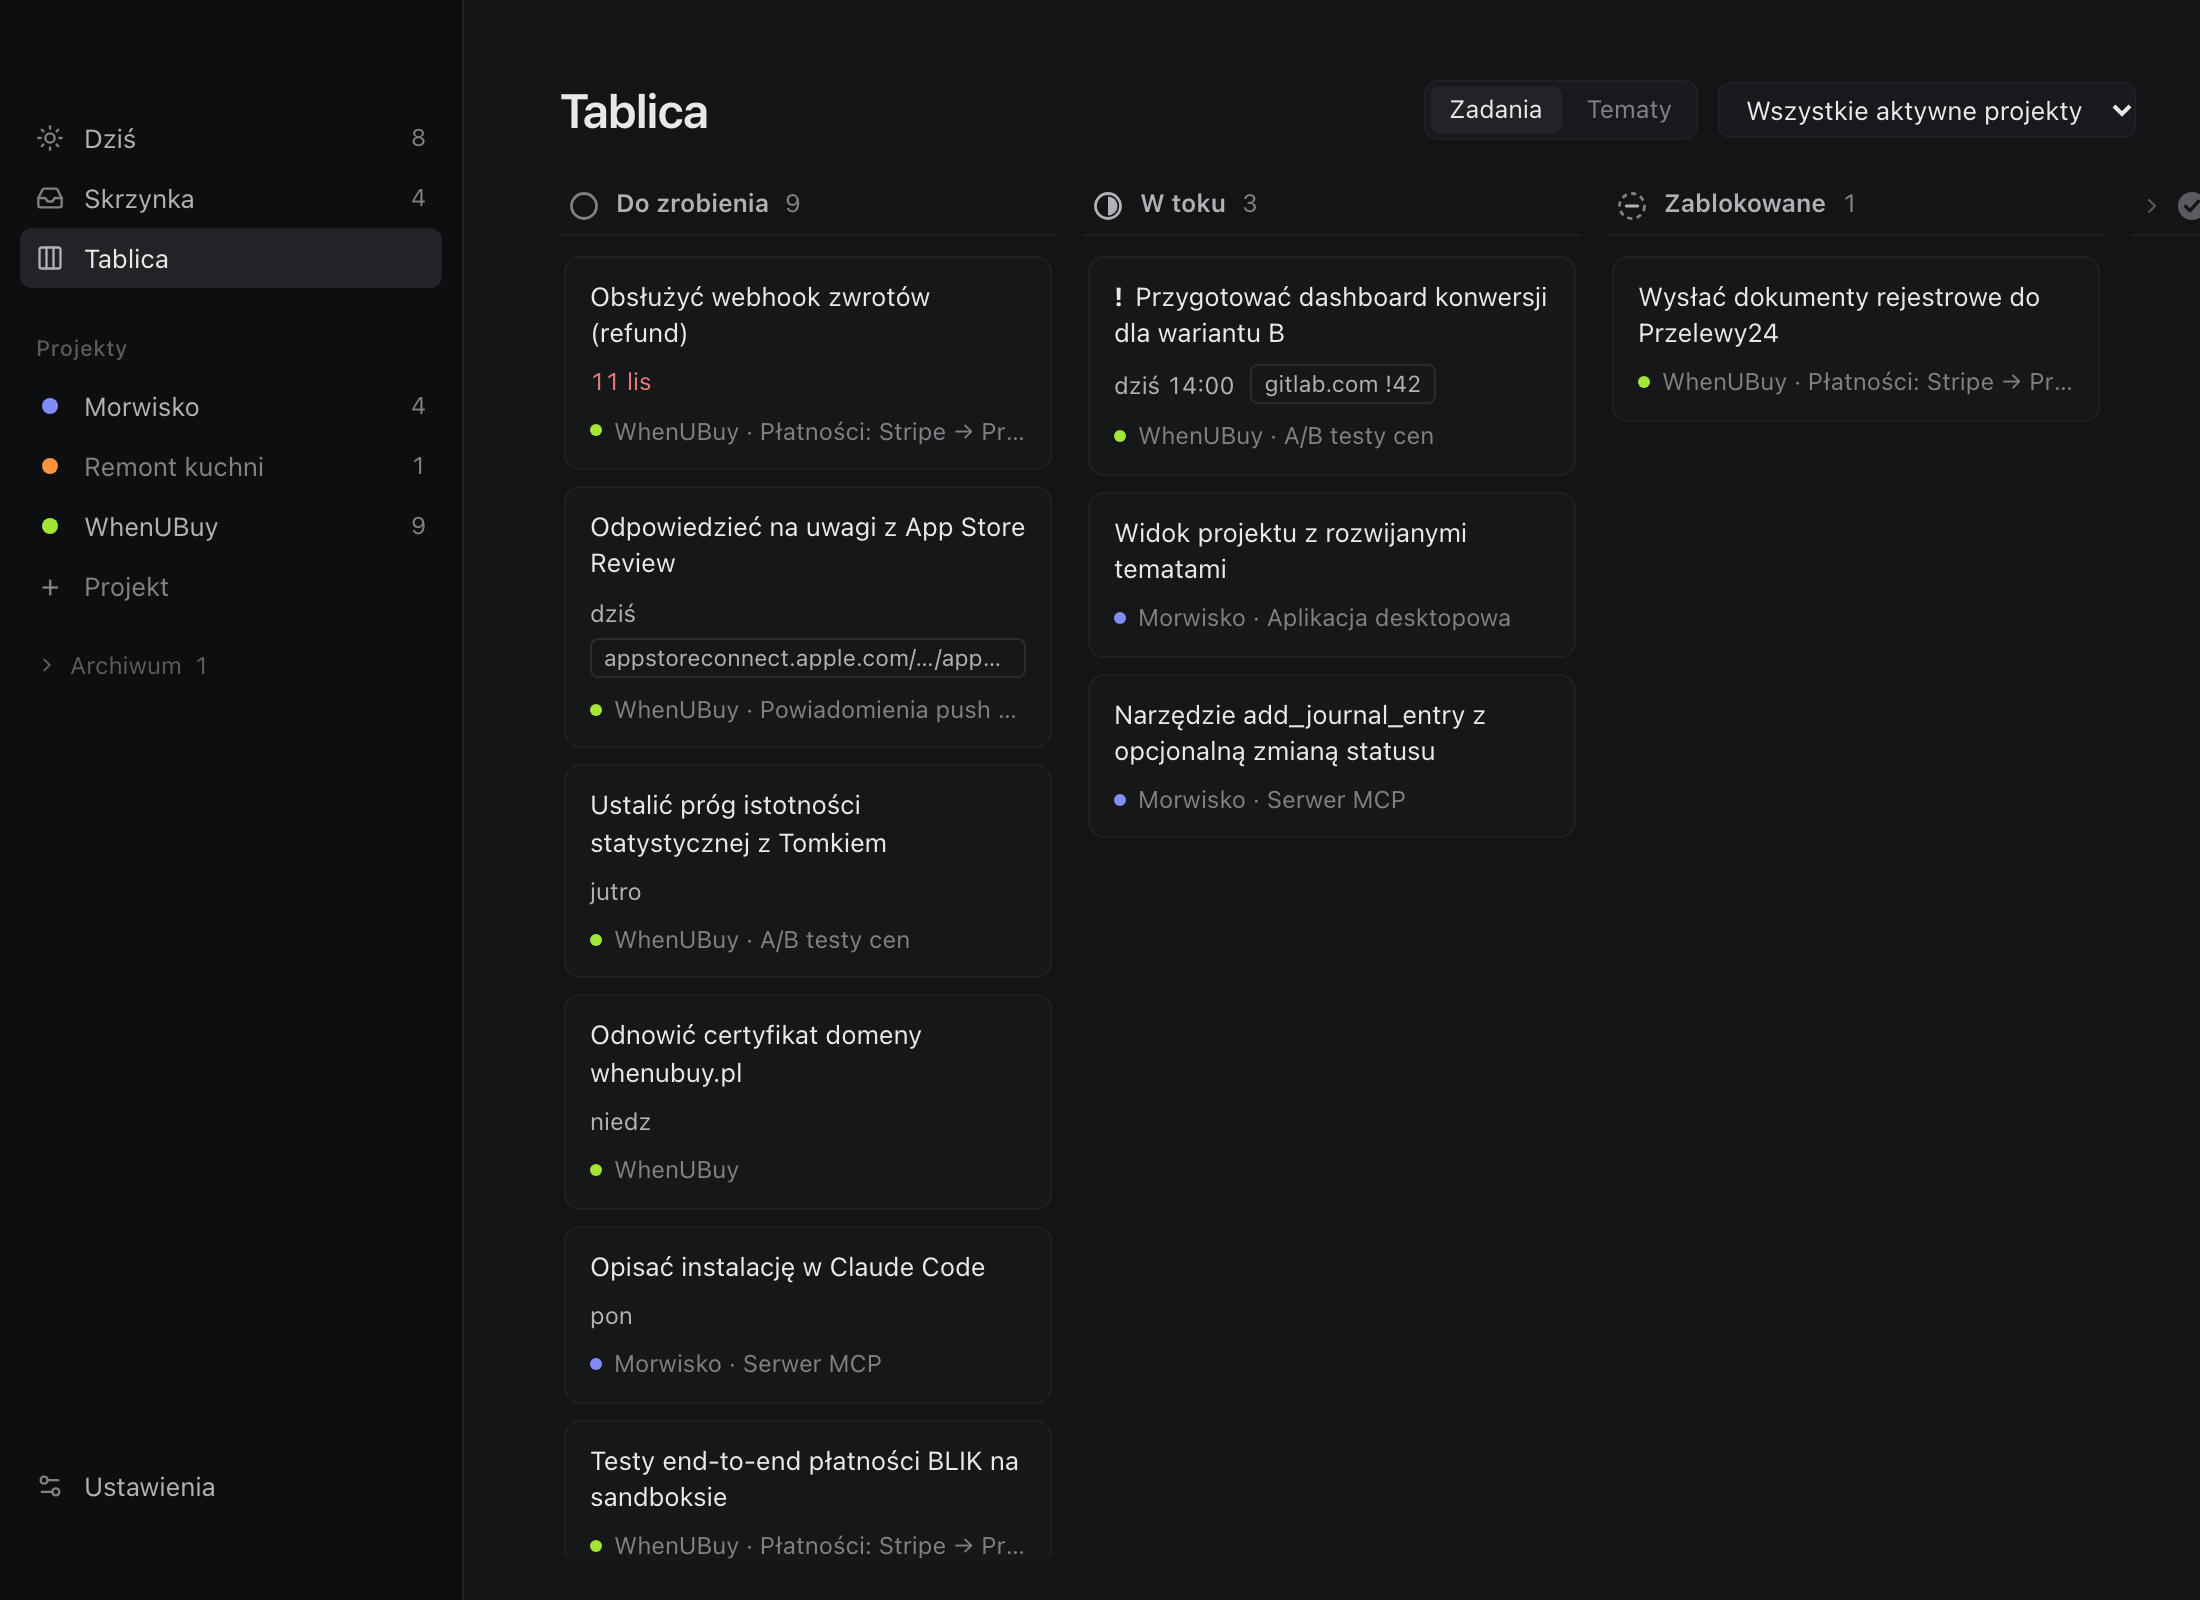 Dziś 8
Skrzynka 4
Tablica
Projekty
Morwisko 4
Remont kuchni 1
WhenUBuy 9
+ Projekt
Archiwum 1
Ustawienia
Tablica
Zadania Tematy
Wszystkie aktywne projekty
Do zrobienia 9
Obsłużyć webhook zwrotów
(refund)
11 lis
WhenUBuy · Płatności: Stripe → Pr...
Odpowiedzieć na uwagi z App Store
Review
dziś
appstoreconnect.apple.com/.../app...
WhenUBuy · Powiadomienia push ...
Ustalić próg istotności
statystycznej z Tomkiem
jutro
WhenUBuy · A/B testy cen
Odnowić certyfikat domeny
whenubuy.pl
niedz
WhenUBuy
Opisać instalację w Claude Code
pon
Morwisko · Serwer MCP
Testy end-to-end płatności BLIK na
sandboksie
WhenUBuy · Płatności: Stripe → Pr...
W toku 3
! Przygotować dashboard konwersji
dla wariantu B
dziś 14:00 gitlab.com !42
WhenUBuy · A/B testy cen
Widok projektu z rozwijanymi
tematami
Morwisko · Aplikacja desktopowa
Narzędzie add_journal_entry z
opcjonalną zmianą statusu
Morwisko · Serwer MCP
Zablokowane 1
Wysłać dokumenty rejestrowe do
Przelewy24
WhenUBuy · Płatności: Stripe → Pr...